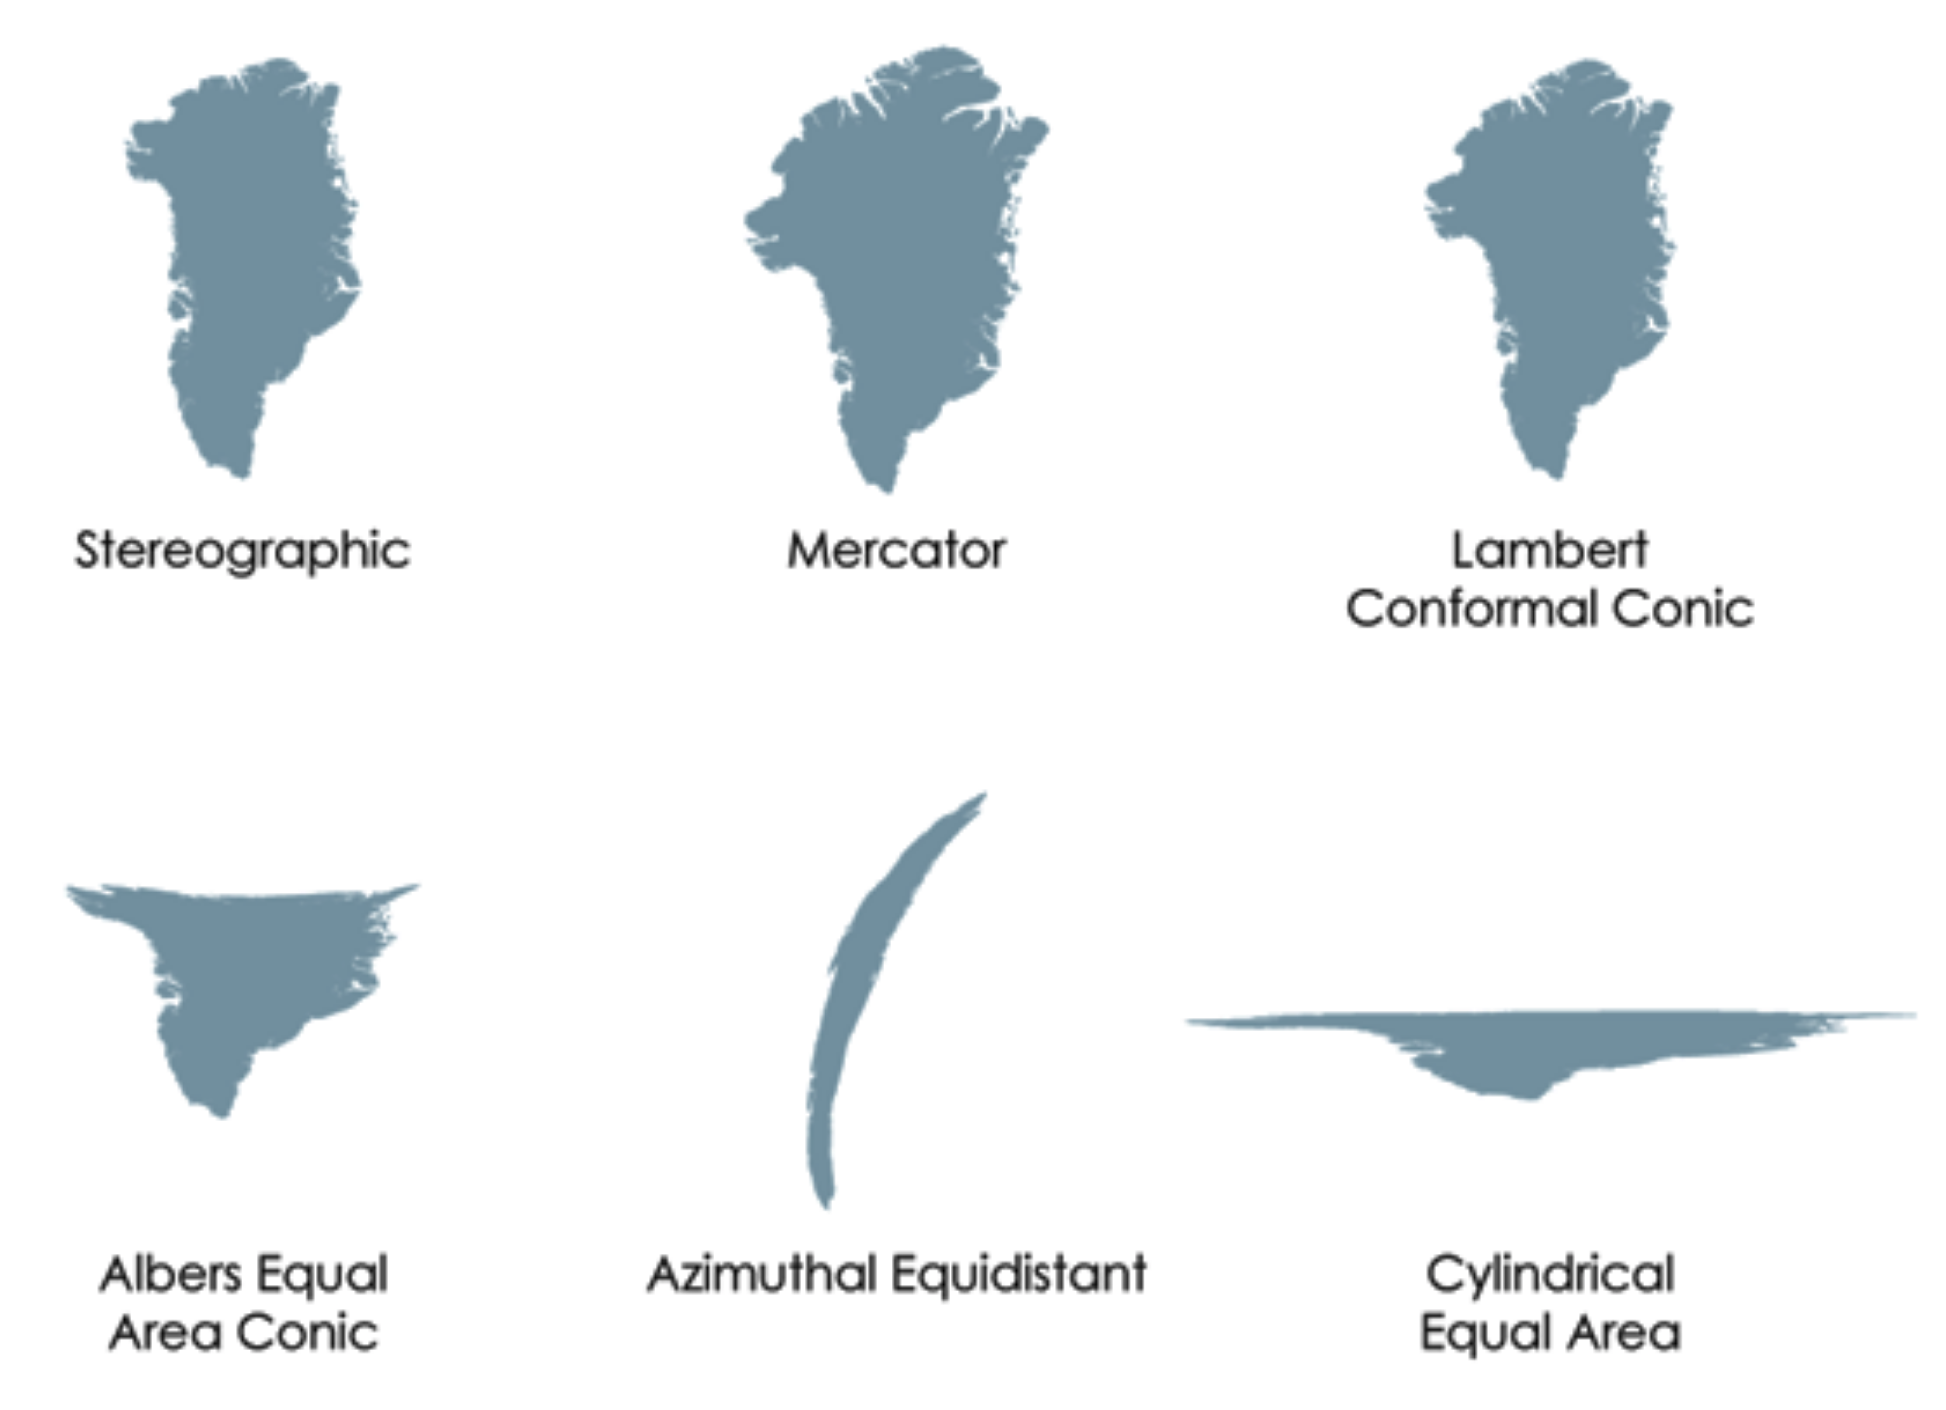 Stereographic
Mercator
Lambert
Conformal Conic
Albers Equal
Area Conic
Azimuthal Equidistant
Cylindrical
Equal Area